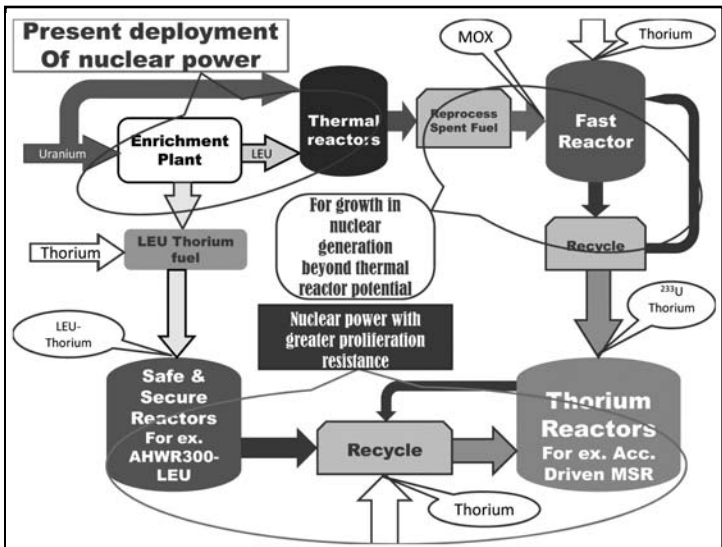 Present deployment
Of nuclear power
MOX
Thorium
Thermal
reactors
Reprocess
Spent Fuel
Fast
Reactor
Uranium
Enrichment
Plant
LEU
For growth in
nuclear
generation
beyond thermal
reactor potential
Recycle
Thorium
LEU Thorium
fuel
233U
Thorium
LEU-
Thorium
Nuclear power with
greater proliferation
resistance
Safe &
Secure
Reactors
For ex.
AHWR300-
LEU
Recycle
Thorium
Reactors
For ex. Acc.
Driven MSR
Thorium